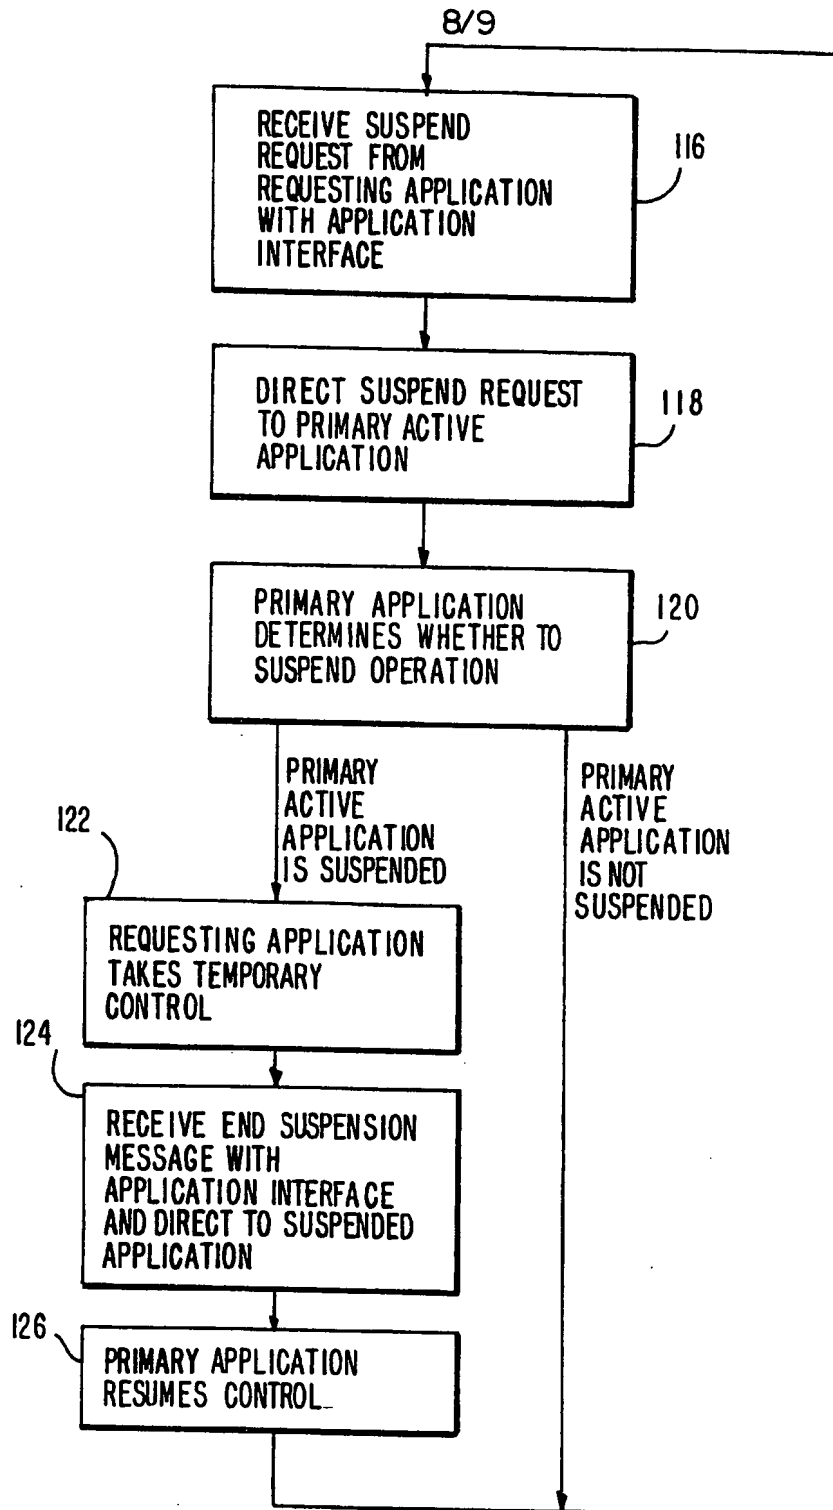 8/9
RECEIVE SUSPEND
REQUEST FROM
REQUESTING APPLICATION
WITH APPLICATION
INTERFACE
116
DIRECT SUSPEND REQUEST
TO PRIMARY ACTIVE
APPLICATION
118
PRIMARY APPLICATION
DETERMINES WHETHER TO
SUSPEND OPERATION
120
PRIMARY
ACTIVE
APPLICATION
IS SUSPENDED
PRIMARY
ACTIVE
APPLICATION
IS NOT
SUSPENDED
122
REQUESTING APPLICATION
TAKES TEMPORARY
CONTROL
124
RECEIVE END SUSPENSION
MESSAGE WITH
APPLICATION INTERFACE
AND DIRECT TO SUSPENDED
APPLICATION
126
PRIMARY APPLICATION
RESUMES CONTROL